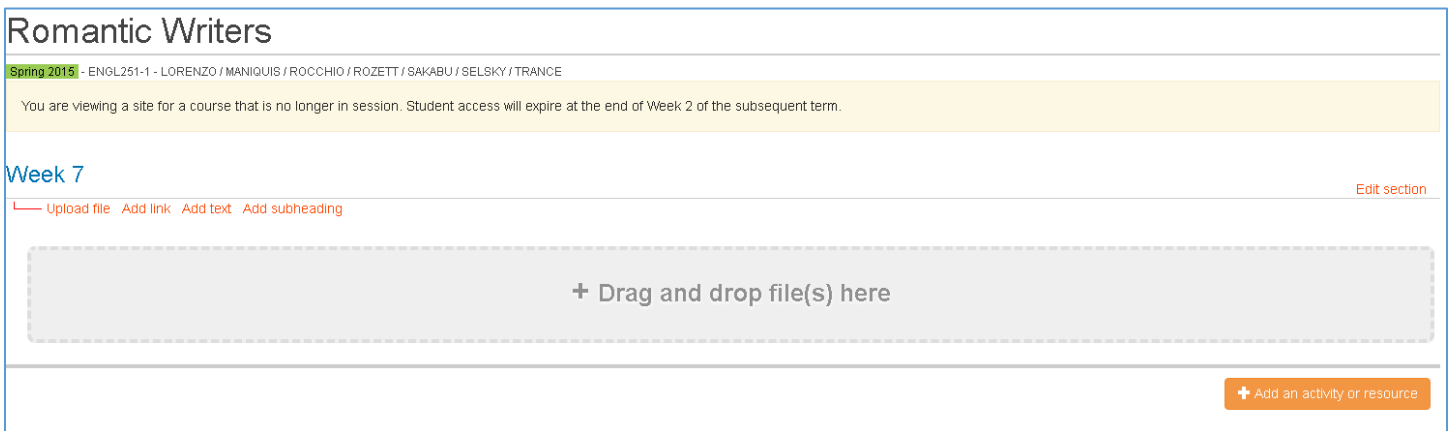 Romantic Writers
Spring 2015 - ENGL251-1 - LORENZO / MANIQUIS / ROCCHIO / ROZETT / SAKABU / SELSKY / TRANCE
You are viewing a site for a course that is no longer in session. Student access will expire at the end of Week 2 of the subsequent term.
Week 7
Edit section
Upload file Add link Add text Add subheading
+ Drag and drop file(s) here
+ Add an activity or resource